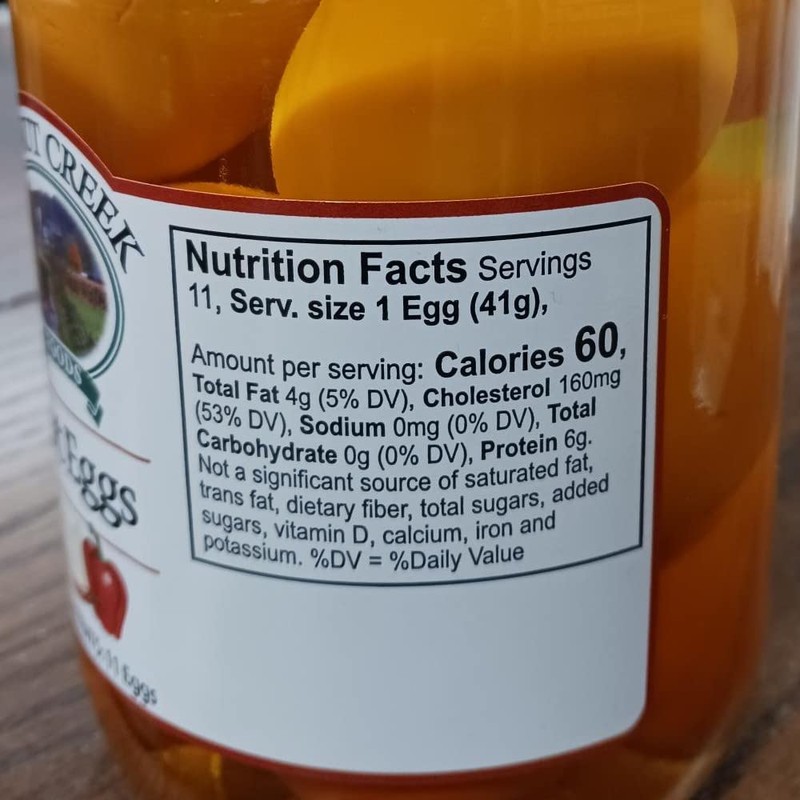 CREEK
Eggs
11 Eggs
Nutrition Facts Servings
11, Serv. size 1 Egg (41g),
Amount per serving: Calories 60,
Total Fat 4g (5% DV), Cholesterol 160mg
(53% DV), Sodium 0mg (0% DV), Total
Carbohydrate 0g (0% DV), Protein 6g.
Not a significant source of saturated fat,
trans fat, dietary fiber, total sugars, added
sugars, vitamin D, calcium, iron and
potassium. %DV = %Daily Value